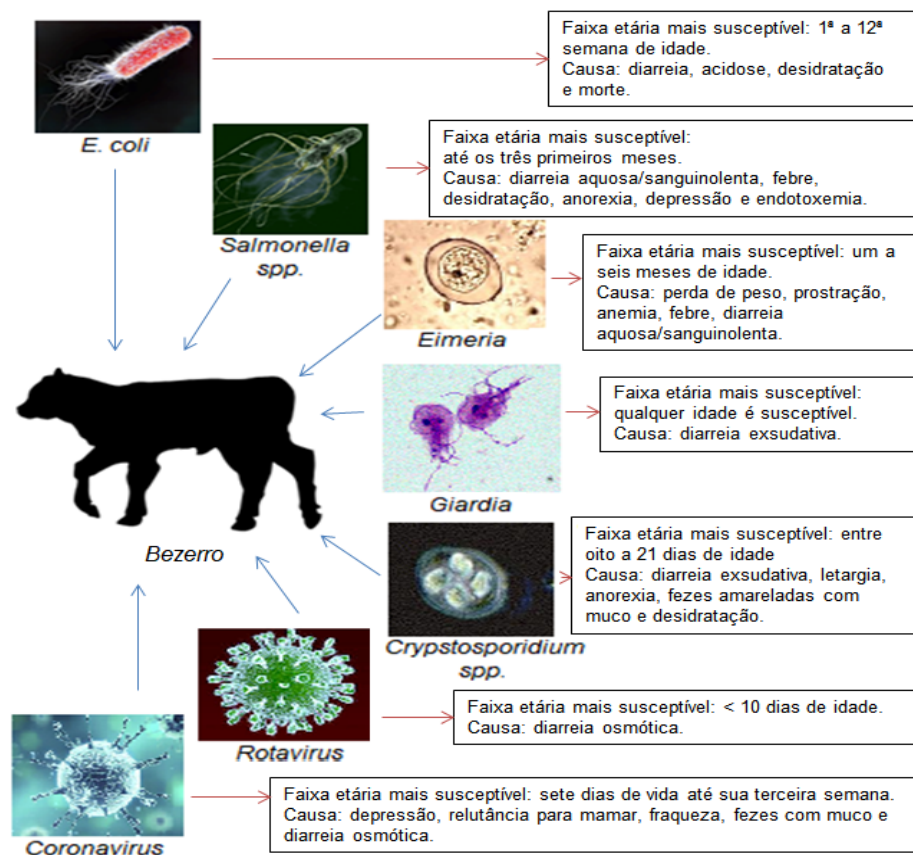 Faixa etária mais susceptível: 1ª a 12ª
semana de idade.
Causa: diarreia, acidose, desidratação
e morte.
E. coli
Faixa etária mais susceptível:
até os três primeiros meses.
Causa: diarreia aquosa/sanguinolenta, febre,
desidratação, anorexia, depressão e endotoxemia.
Salmonella
spp.
Faixa etária mais susceptível: um a
seis meses de idade.
Causa: perda de peso, prostração,
anemia, febre, diarreia
aquosa/sanguinolenta.
Eimeria
Faixa etária mais susceptível:
qualquer idade é susceptível.
Causa: diarreia exsudativa.
Giardia
Bezerro
Faixa etária mais susceptível: entre
oito a 21 dias de idade
Causa: diarreia exsudativa, letargia,
anorexia, fezes amareladas com
muco e desidratação.
Crypstosporidium
spp.
Faixa etária mais susceptível: < 10 dias de idade.
Causa: diarreia osmótica.
Rotavirus
Faixa etária mais susceptível: sete dias de vida até sua terceira semana.
Causa: depressão, relutância para mamar, fraqueza, fezes com muco e
diarreia osmótica.
Coronavirus